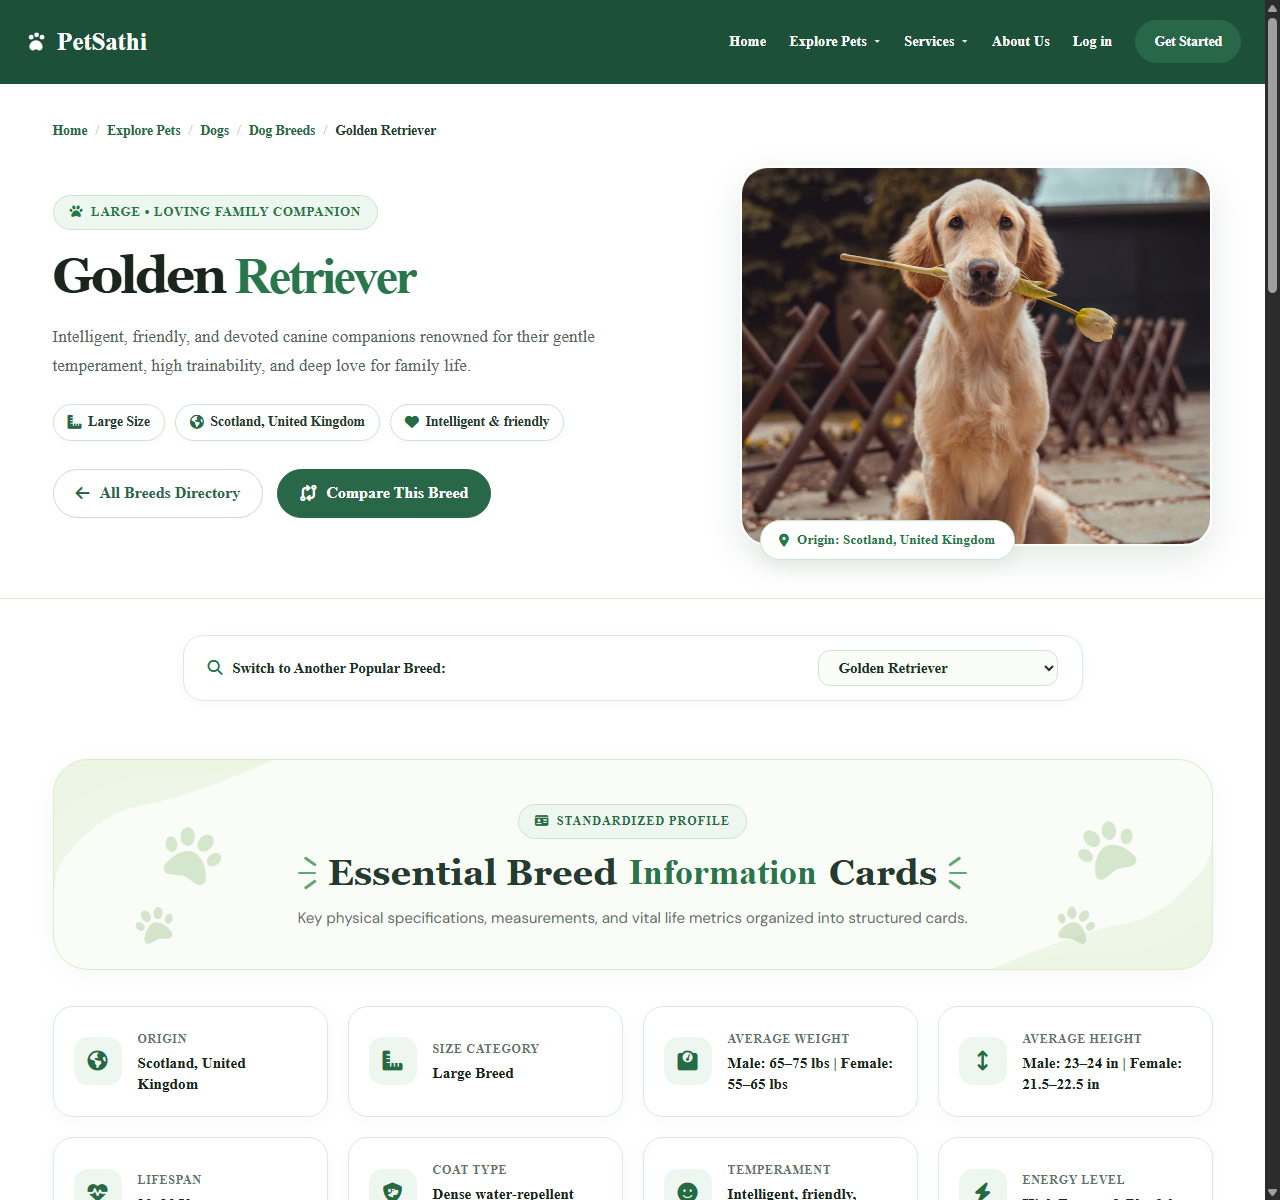 PetSathi
Home Explore Pets Services About Us Log in Get Started
Home / Explore Pets / Dogs / Dog Breeds / Golden Retriever
LARGE • LOVING FAMILY COMPANION
Golden Retriever
Intelligent, friendly, and devoted canine companions renowned for their gentle
temperament, high trainability, and deep love for family life.
Large Size
Scotland, United Kingdom
Intelligent & friendly
All Breeds Directory
Compare This Breed
Origin: Scotland, United Kingdom
Switch to Another Popular Breed:
Golden Retriever
STANDARDIZED PROFILE
Essential Breed Information Cards
Key physical specifications, measurements, and vital life metrics organized into structured cards.
ORIGIN
Scotland, United
Kingdom
SIZE CATEGORY
Large Breed
AVERAGE WEIGHT
Male: 65–75 lbs | Female:
55–65 lbs
AVERAGE HEIGHT
Male: 23–24 in | Female:
21.5–22.5 in
LIFESPAN
COAT TYPE
Dense water-repellent
TEMPERAMENT
Intelligent, friendly,
ENERGY LEVEL